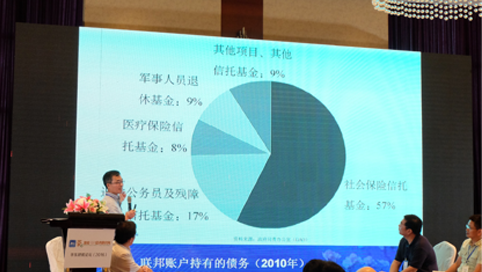 其他项目、其他
信托基金；9%
军事人员退
休基金；9%
医疗保险信
托基金；8%
公务员及残障
信托基金；17%
社会保险信托
57%
联邦账户持有的债务（2010年）